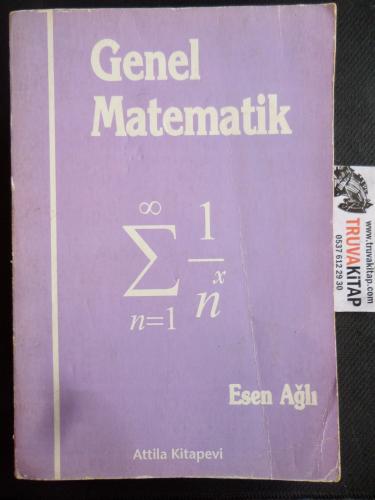 Genel
Matematik
∞
∑ 1/n^x
n=1
Esen Ağlı
Attila Kitapevi
www.truvakitap.com
TRUVAKiTAP
0537 612 29 30